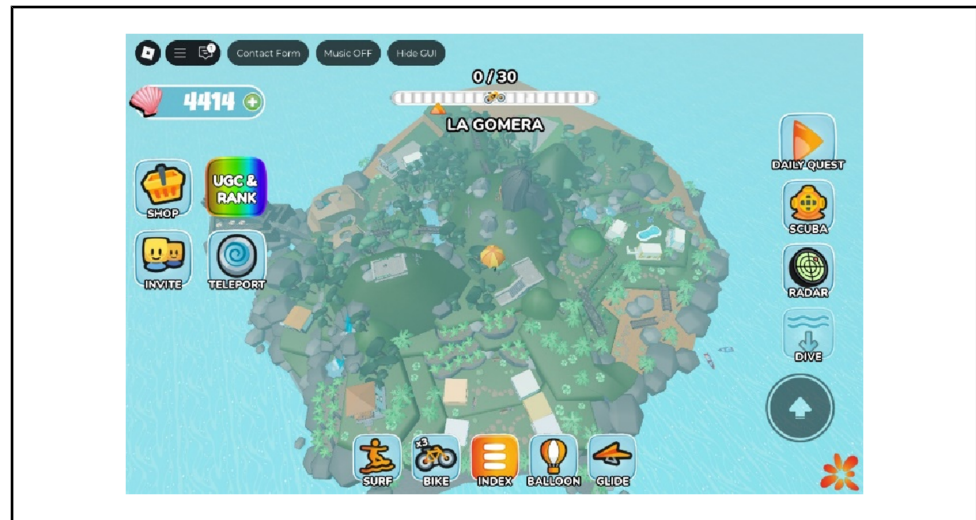 1
Contact Form
Music OFF
Hide GUI
4414
0 / 30
LA GOMERA
DAILY QUEST
SHOP
UGC &
RANK
SCUBA
INVITE
TELEPORT
RADAR
DIVE
SURF
x3
BIKE
INDEX
BALLOON
GLIDE